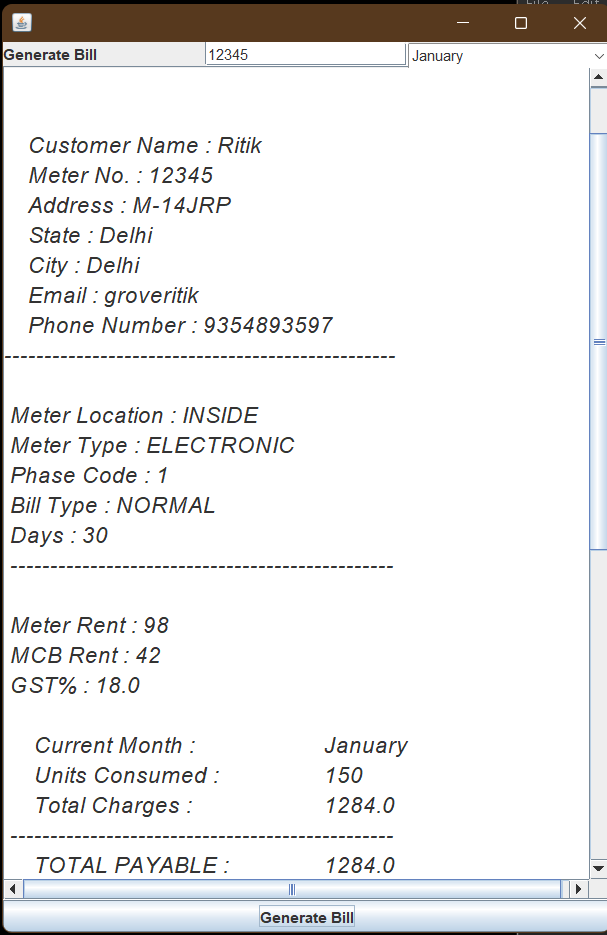 File Edit
Generate Bill 12345 January
Customer Name : Ritik
Meter No. : 12345
Address : M-14JRP
State : Delhi
City : Delhi
Email : groveritik
Phone Number : 9354893597
------------------------------------------------
Meter Location : INSIDE
Meter Type : ELECTRONIC
Phase Code : 1
Bill Type : NORMAL
Days : 30
-----------------------------------------------
Meter Rent : 98
MCB Rent : 42
GST% : 18.0
Current Month : January
Units Consumed : 150
Total Charges : 1284.0
-----------------------------------------------
TOTAL PAYABLE : 1284.0
Generate Bill